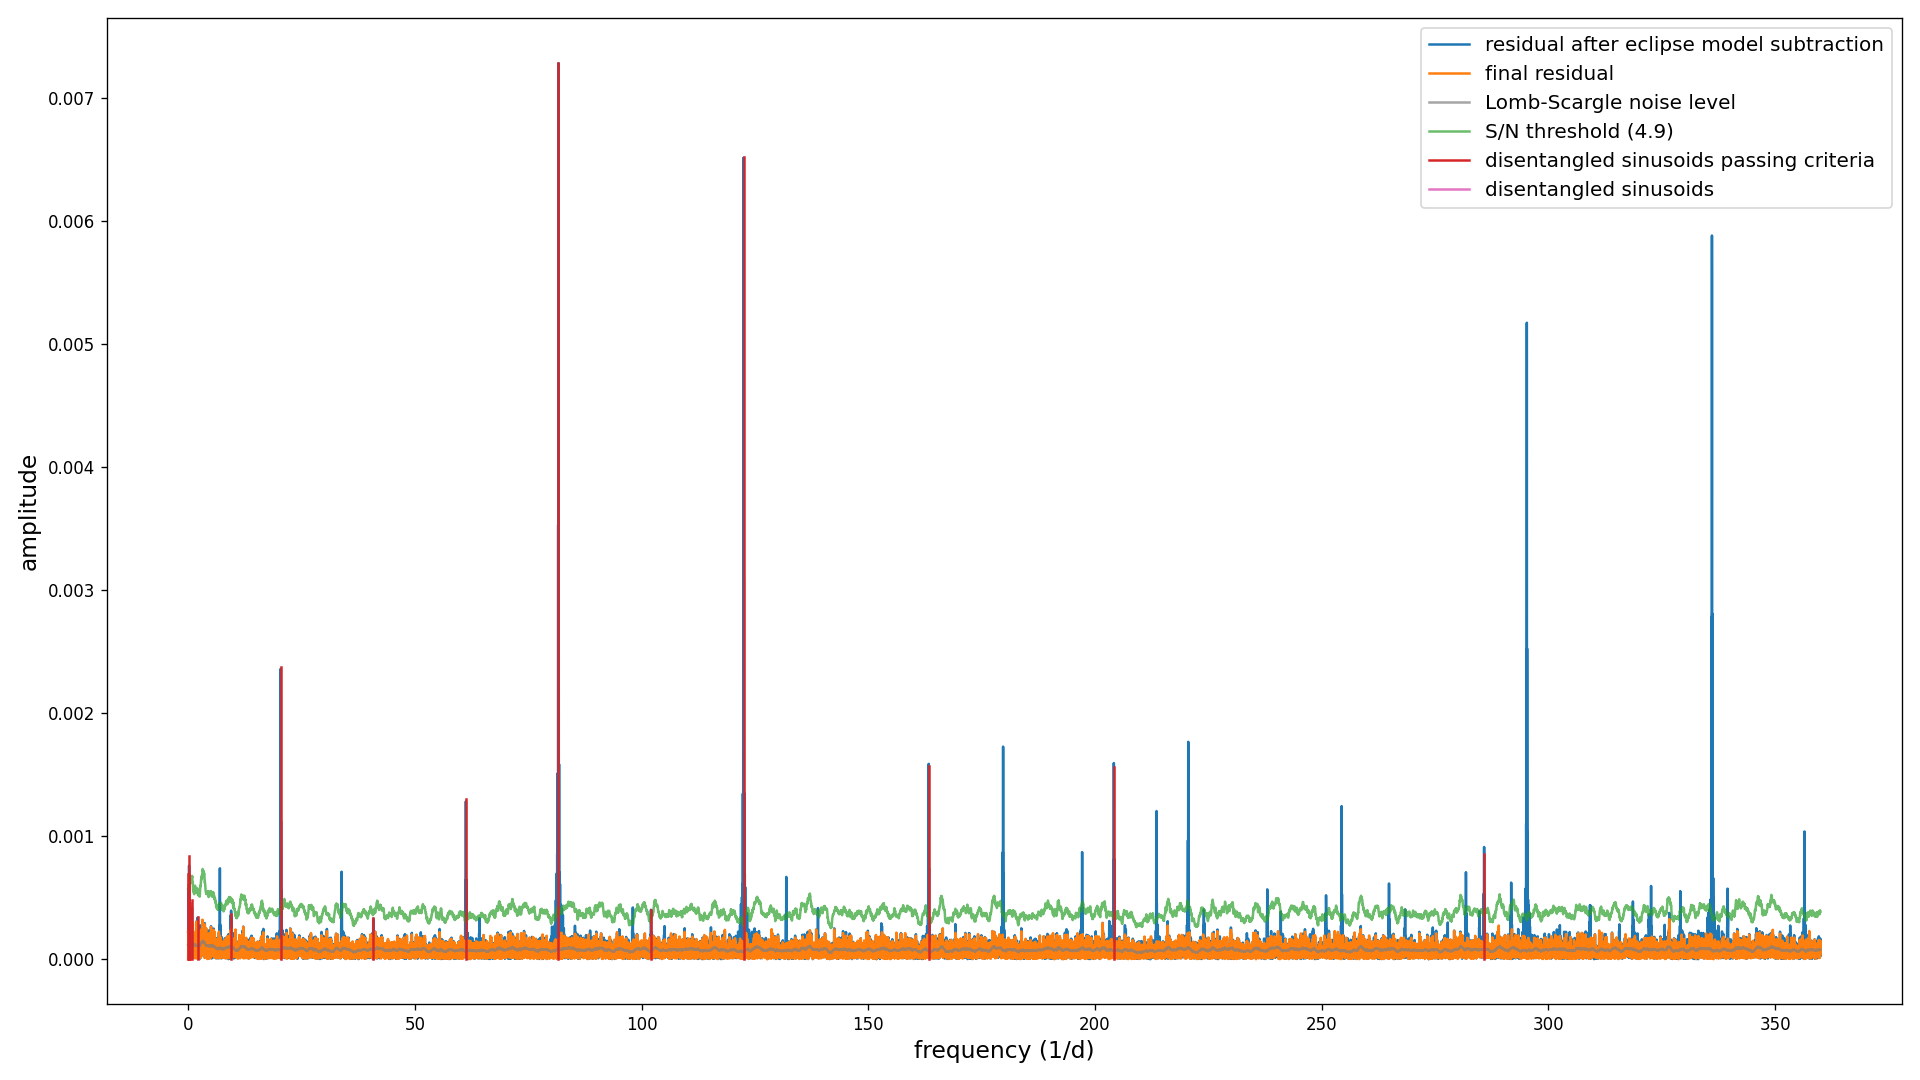 residual after eclipse model subtraction
final residual
Lomb-Scargle noise level
S/N threshold (4.9)
disentangled sinusoids passing criteria
disentangled sinusoids
amplitude
0.007
0.006
0.005
0.004
0.003
0.002
0.001
0.000
0 50 100 150 200 250 300 350
frequency (1/d)